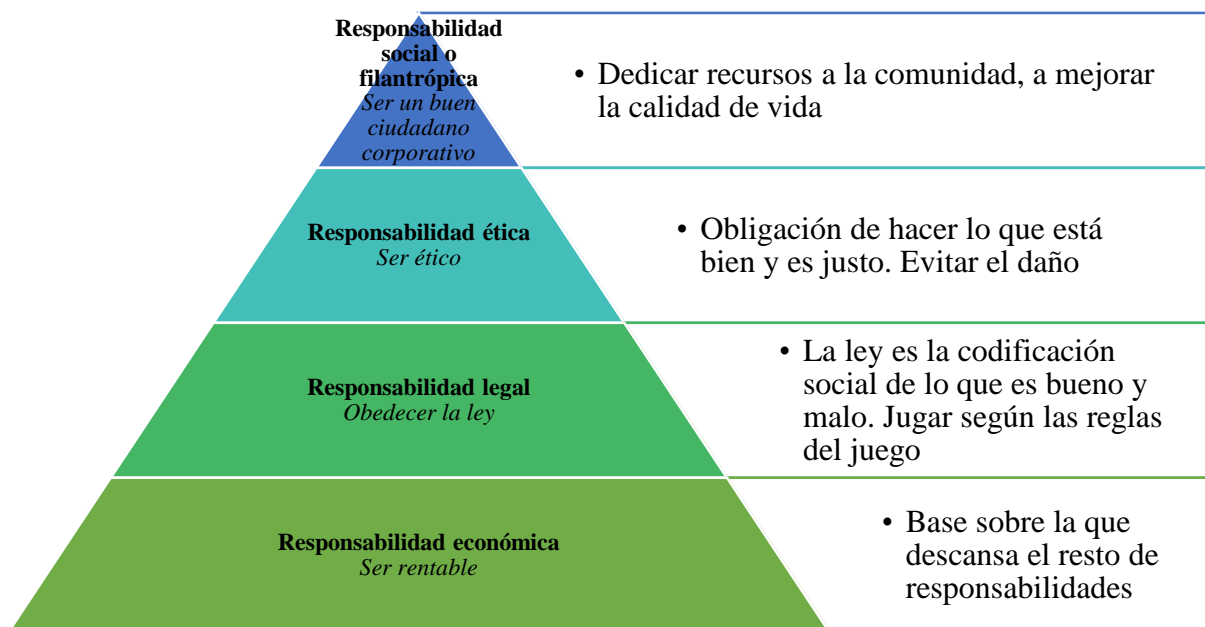 Responsabilidad
social o
filantrópica
Ser un buen
ciudadano
corporativo
• Dedicar recursos a la comunidad, a mejorar
la calidad de vida
Responsabilidad ética
Ser ético
• Obligación de hacer lo que está
bien y es justo. Evitar el daño
Responsabilidad legal
Obedecer la ley
• La ley es la codificación
social de lo que es bueno y
malo. Jugar según las reglas
del juego
Responsabilidad económica
Ser rentable
• Base sobre la que
descansa el resto de
responsabilidades